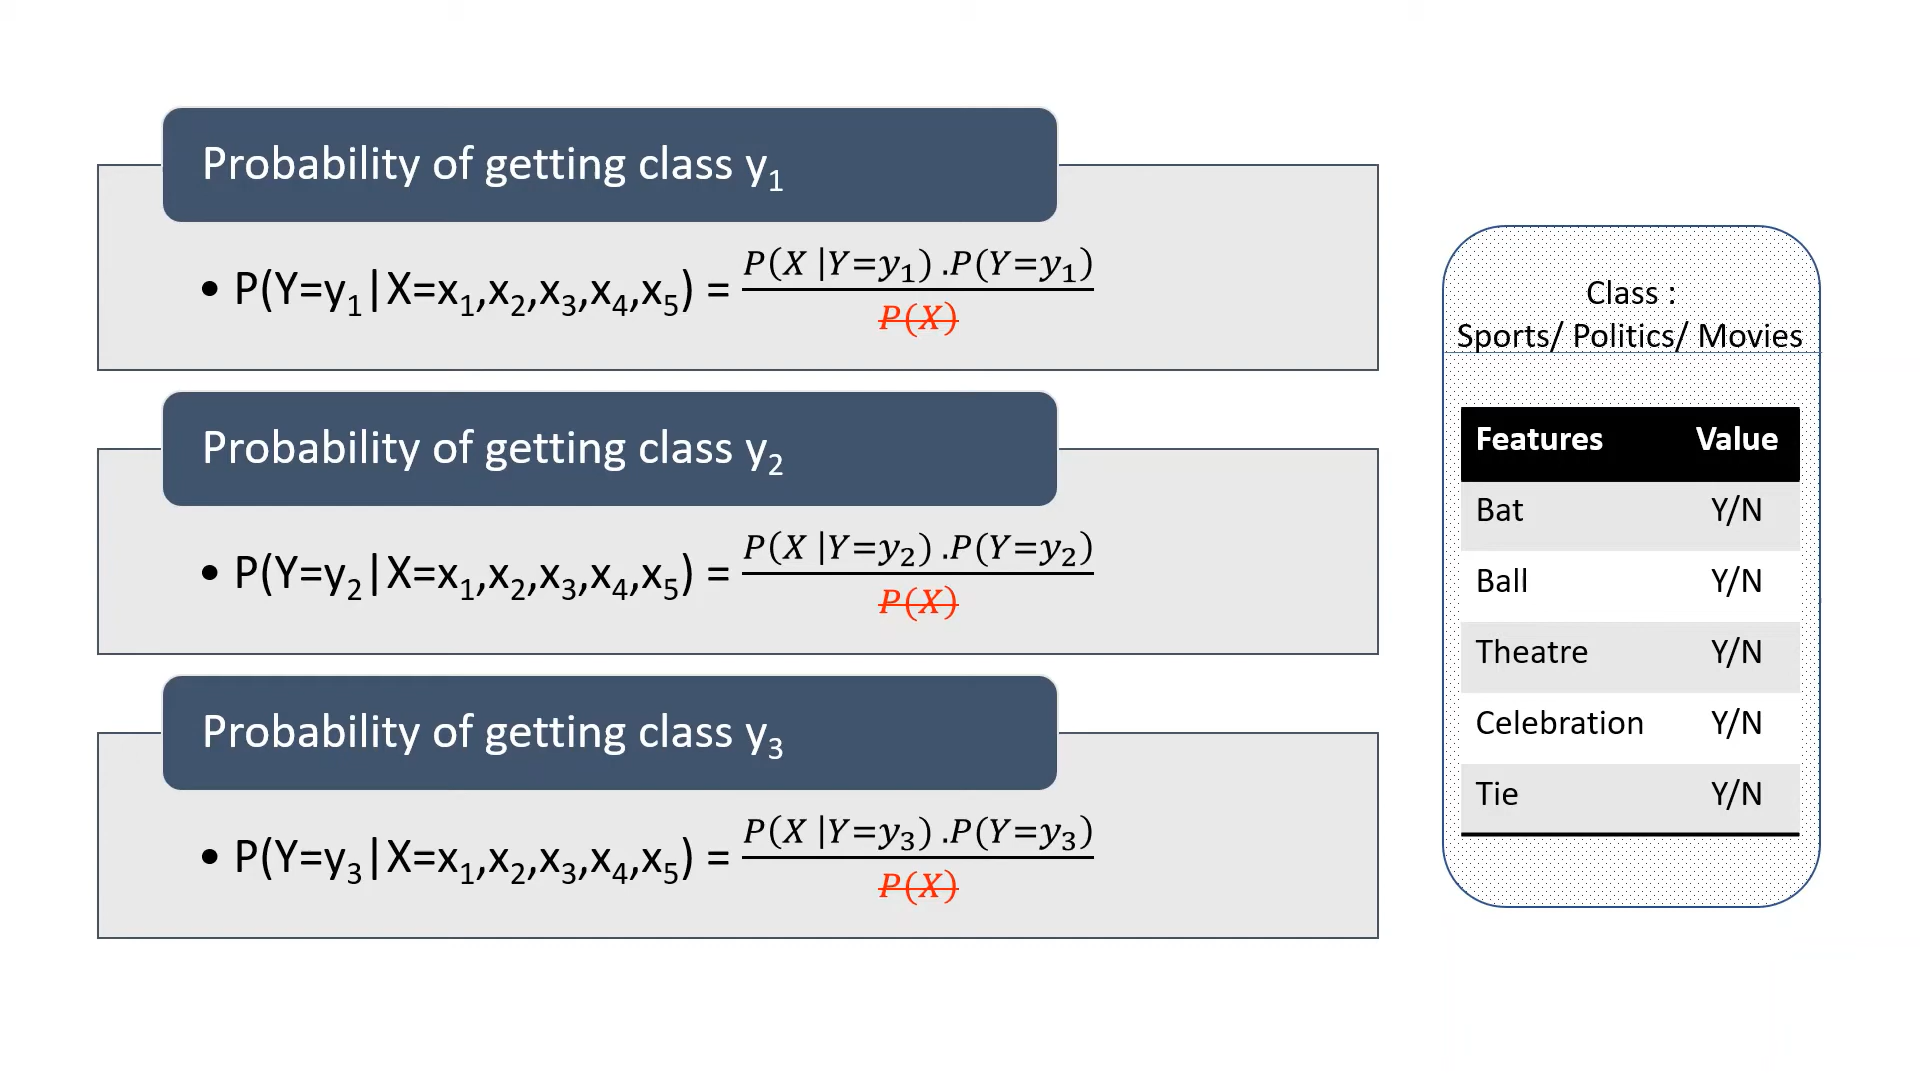 Probability of getting class y₁
• P(Y=y₁|X=x₁,x₂,x₃,x₄,x₅) = P(X |Y=y₁) .P(Y=y₁) / P(X)
Probability of getting class y₂
• P(Y=y₂|X=x₁,x₂,x₃,x₄,x₅) = P(X |Y=y₂) .P(Y=y₂) / P(X)
Probability of getting class y₃
• P(Y=y₃|X=x₁,x₂,x₃,x₄,x₅) = P(X |Y=y₃) .P(Y=y₃) / P(X)
Class :
Sports/ Politics/ Movies
Features Value
Bat Y/N
Ball Y/N
Theatre Y/N
Celebration Y/N
Tie Y/N